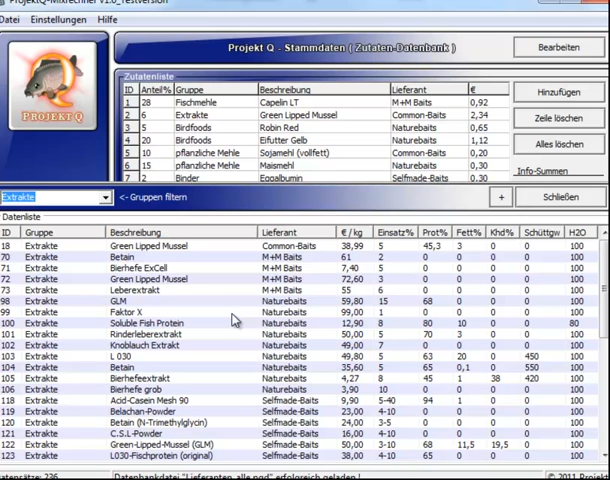 ProjektQ-Mixrechner v1.0_Testversion
Datei Einstellungen Hilfe
PROJEKT Q
Projekt Q - Stammdaten ( Zutaten-Datenbank )
Bearbeiten
Zutatenliste
ID Anteil% Gruppe Beschreibung Lieferant €
1 28 Fischmehle Capelin LT M+M Baits 0,92
2 6 Extrakte Green Lipped Mussel Common-Baits 2,34
3 5 Birdfoods Robin Red Naturebaits 0,65
4 20 Birdfoods Eifutter Gelb Naturebaits 1,12
5 10 pflanzliche Mehle Sojamehl (vollfett) Common-Baits 0,20
6 15 pflanzliche Mehle Maismehl Naturebaits 0,30
7 2 Binder Eggalbumin Selfmade-Baits 0,30
Hinzufügen
Zeile löschen
Alles löschen
Info-Summen
Extrakte <- Gruppen filtern + Schließen
Datenliste
ID Gruppe Beschreibung Lieferant € / kg Einsatz% Prot% Fett% Khd% Schüttgw H2O
18 Extrakte Green Lipped Mussel Common-Baits 38,99 5 45,3 3 0 0 100
70 Extrakte Betain M+M Baits 61 2 0 0 0 0 100
71 Extrakte Bierhefe ExCell M+M Baits 7,40 5 0 0 0 0 100
72 Extrakte Green Lipped Mussel M+M Baits 72,60 3 0 0 0 0 100
73 Extrakte Leberextrakt M+M Baits 55 6 0 0 0 0 100
98 Extrakte GLM Naturebaits 59,80 15 68 0 0 0 100
99 Extrakte Faktor X Naturebaits 99,00 1 0 0 0 0 100
100 Extrakte Soluble Fish Protein Naturebaits 12,90 8 80 10 0 0 80
101 Extrakte Rinderleberextrakt Naturebaits 50,00 5 70 3 0 0 100
102 Extrakte Knoblauch Extrakt Naturebaits 49,00 7 0 0 0 0 100
103 Extrakte L 030 Naturebaits 49,80 5 63 20 0 450 100
104 Extrakte Betain Naturebaits 35,80 5 65 0,1 0 550 100
105 Extrakte Bierhefeextrakt Naturebaits 4,27 8 45 1 38 420 100
106 Extrakte Bierhefe grob Naturebaits 3,90 10 0 0 0 0 100
118 Extrakte Acid-Casein Mesh 90 Selfmade-Baits 9,90 5-40 94 1 0 0 100
119 Extrakte Belachan-Powder Selfmade-Baits 23,00 4-10 0 0 0 0 100
120 Extrakte Betain (N-Trimethylglycin) Selfmade-Baits 24,00 3-5 0 0 0 0 100
121 Extrakte C.S.L-Powder Selfmade-Baits 16,00 4-10 0 0 0 0 100
122 Extrakte Green-Lipped-Mussel (GLM) Selfmade-Baits 50,00 3-10 68 11,5 19,5 0 100
123 Extrakte L030-Fischprotein (original) Selfmade-Baits 38,00 4-10 65 0 0 0 100
Datenbankdatei "Lieferanten_alle.pqd" erfolgreich geladen !
© 2011 Projekt